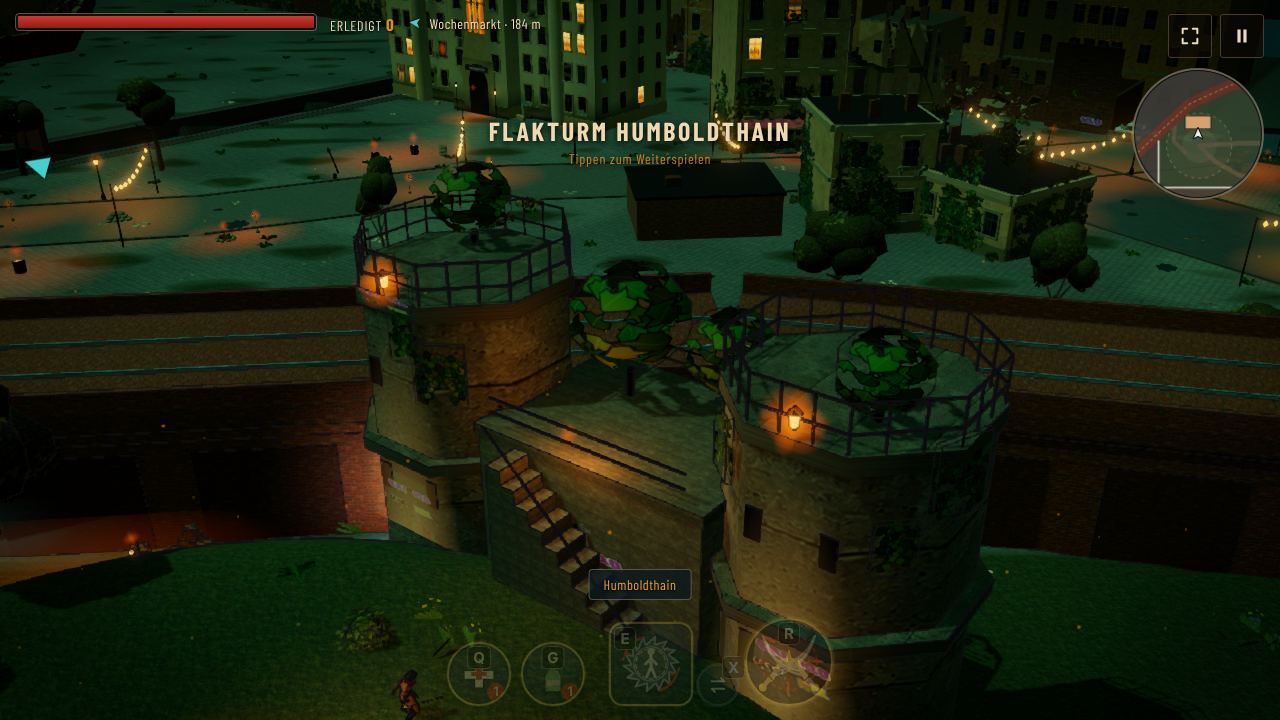 ERLEDIGT 0
Wochenmarkt · 184 m
FLAKTURM HUMBOLDTHAIN
Tippen zum Weiterspielen
Humboldthain
Q
1
G
1
E
X
R